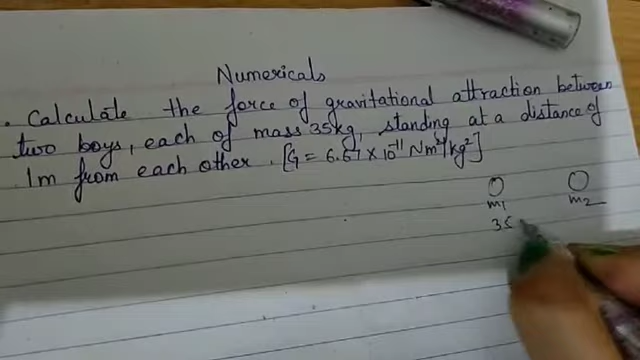 Numericals
. Calculate the force of gravitational attraction between
two boys, each of mass 35kg, standing at a distance of
1m from each other. [G = 6.67 × 10⁻¹¹ Nm²/kg²]
m₁ m₂
35